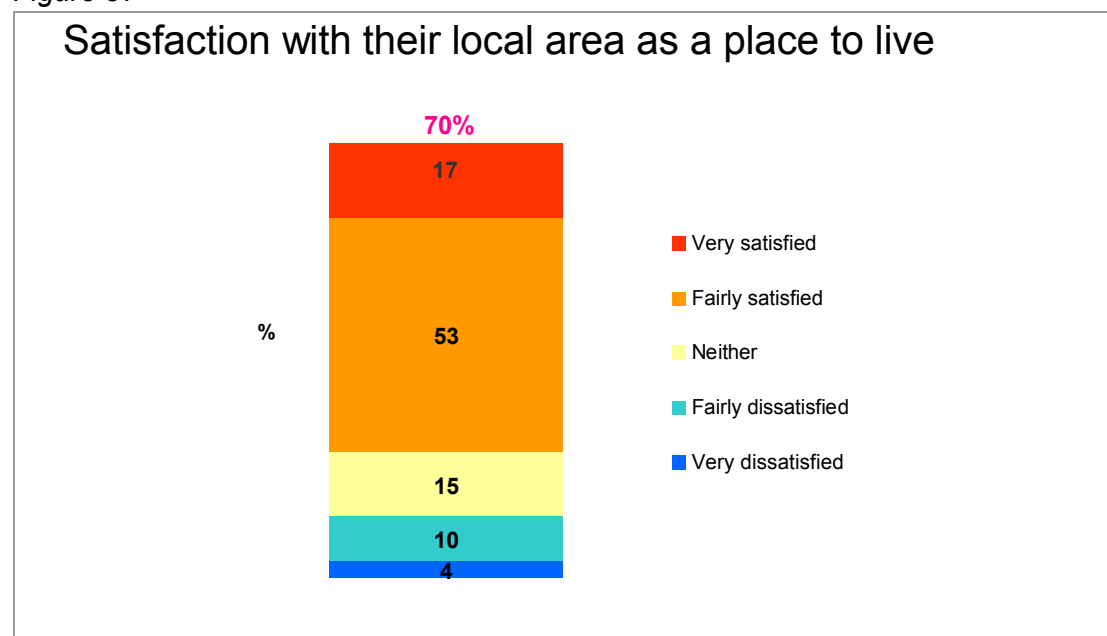 Satisfaction with their local area as a place to live
70%
17
Very satisfied
Fairly satisfied
%
53
Neither
Fairly dissatisfied
Very dissatisfied
15
10
4